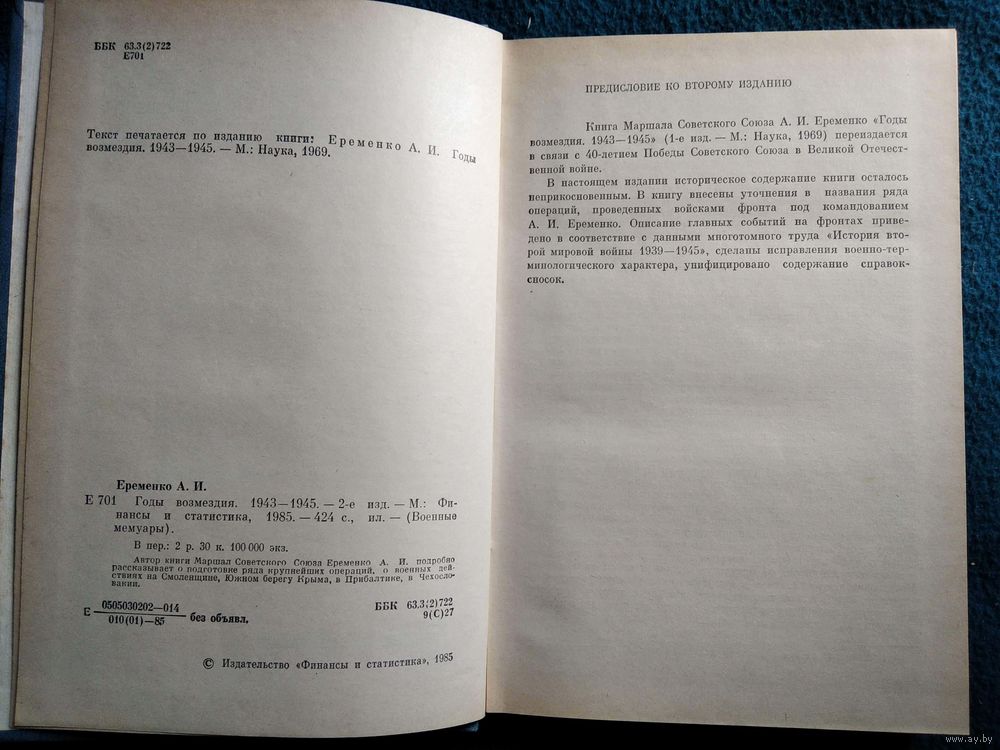 ББК 63.3(2)722
Е701
Текст печатается по изданию книги: Еременко А. И. Годы
возмездия. 1943—1945. — М.: Наука, 1969.
Еременко А. И.
Е 701 Годы возмездия. 1943—1945. — 2-е изд. — М.: Фи-
нансы и статистика, 1985. — 424 с., ил. — (Военные
мемуары).
В пер.: 2 р. 30 к. 100 000 экз.
Автор книги Маршал Советского Союза Еременко А. И. подробно
рассказывает о подготовке ряда крупнейших операций, о военных дей-
ствиях на Смоленщине, Южном берегу Крыма, в Прибалтике, в Чехосло-
вакии.
Е 0505030202—014
010(01)—85 без объявл.
ББК 63.3(2)722
9(С)27
© Издательство «Финансы и статистика», 1985
ПРЕДИСЛОВИЕ КО ВТОРОМУ ИЗДАНИЮ
Книга Маршала Советского Союза А. И. Еременко «Годы
возмездия. 1943—1945» (1-е изд. — М.: Наука, 1969) переиздается
в связи с 40-летием Победы Советского Союза в Великой Отечест-
венной войне.
В настоящем издании историческое содержание книги осталось
неприкосновенным. В книгу внесены уточнения в названия ряда
операций, проведенных войсками фронта под командованием
А. И. Еременко. Описание главных событий на фронтах приве-
дено в соответствие с данными многотомного труда «История вто-
рой мировой войны 1939—1945», сделаны исправления военно-тер-
минологического характера, унифицировано содержание справок-
сносок.
www.ay.by